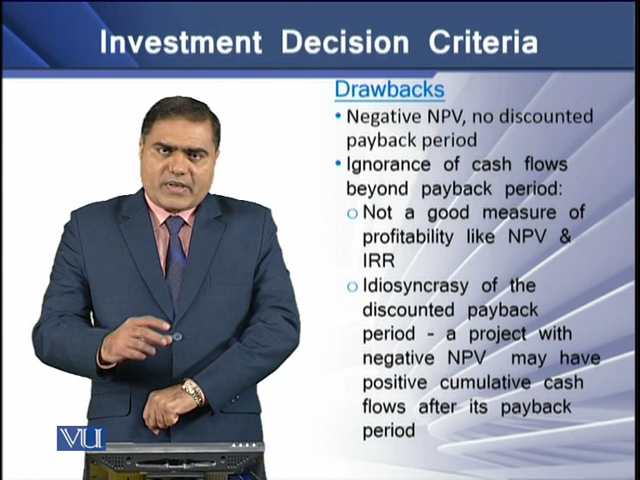 Investment Decision Criteria
Drawbacks
• Negative NPV, no discounted
payback period
• Ignorance of cash flows
beyond payback period:
o Not a good measure of
profitability like NPV &
IRR
o Idiosyncrasy of the
discounted payback
period - a project with
negative NPV may have
positive cumulative cash
flows after its payback
period
VU